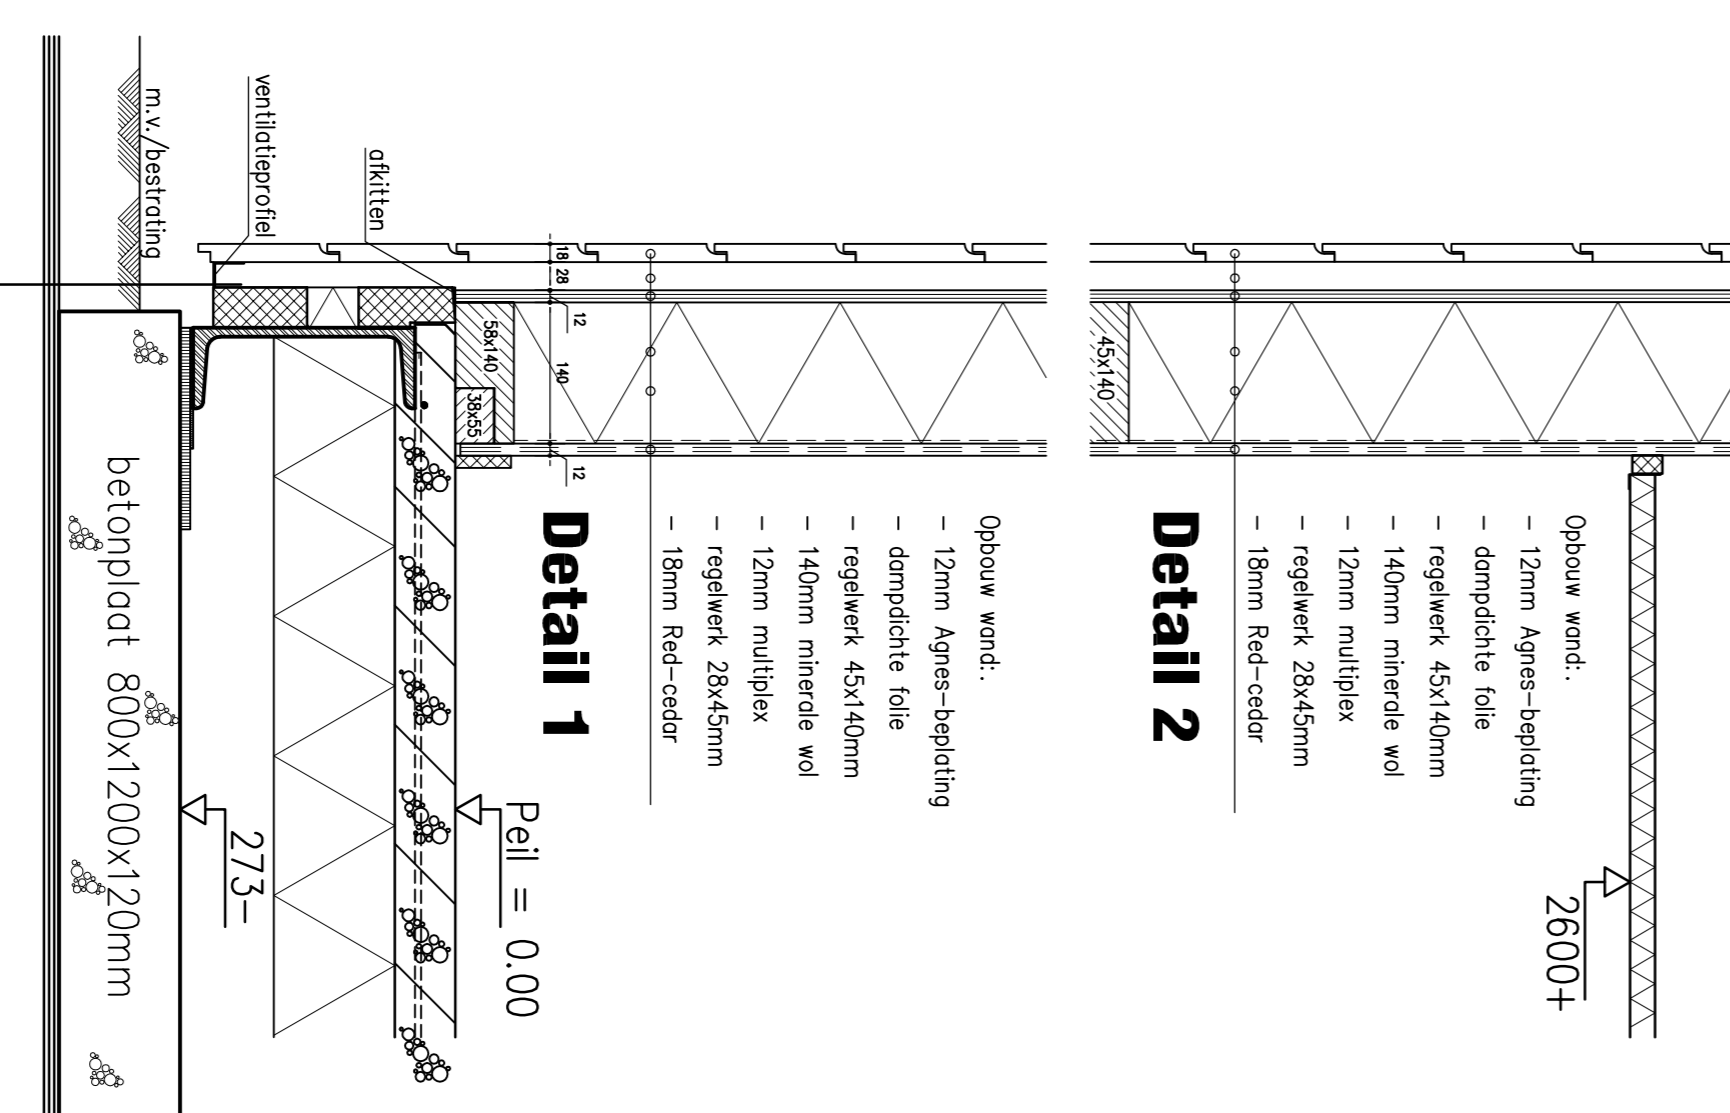 Opbouw wand:.
- 12mm Agnes-beplating
- dampdichte folie
- regelwerk 45x140mm
- 140mm minerale wol
- 12mm multiplex
- regelwerk 28x45mm
- 18mm Red-cedar
2600+
45x140
Detail 2
Opbouw wand:.
- 12mm Agnes-beplating
- dampdichte folie
- regelwerk 45x140mm
- 140mm minerale wol
- 12mm multiplex
- regelwerk 28x45mm
- 18mm Red-cedar
Detail 1
18
28
12
140
12
58x140
38x55
Peil = 0.00
afkitten
ventilatieprofiel
273-
m.v./bestrating
betonplaat 800x1200x120mm